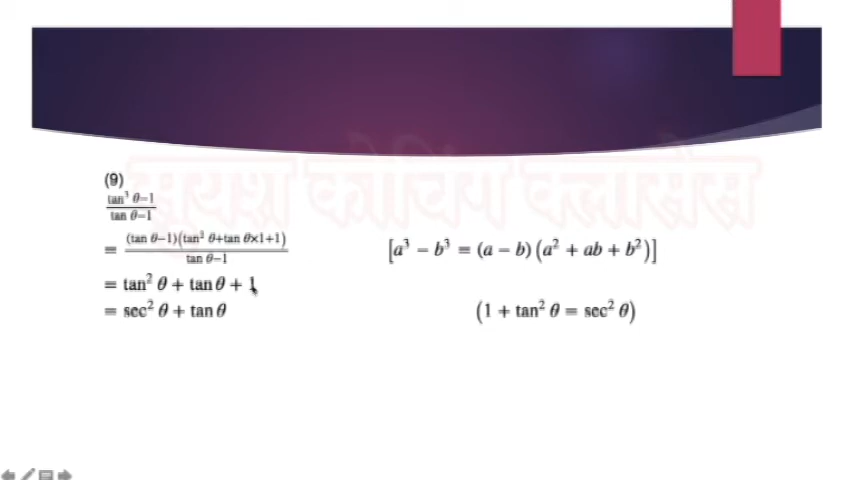 सुयश कोचिंग क्लासेस
(9)
tan³ θ−1
tan θ−1
= (tan θ−1)(tan² θ+tan θ×1+1) [a³ − b³ = (a − b) (a² + ab + b²)]
tan θ−1
= tan² θ + tan θ + 1
= sec² θ + tan θ (1 + tan² θ = sec² θ)